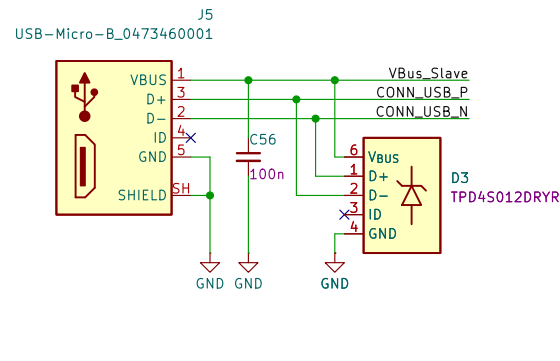 J5
USB-Micro-B_0473460001
VBUS 1 VBus_Slave
D+ 3 CONN_USB_P
D- 2 CONN_USB_N
ID 4
GND 5
SHIELD SH
C56
100n
6 VBUS
1 D+
2 D-
3 ID
4 GND
D3
TPD4S012DRYR
GND GND GND